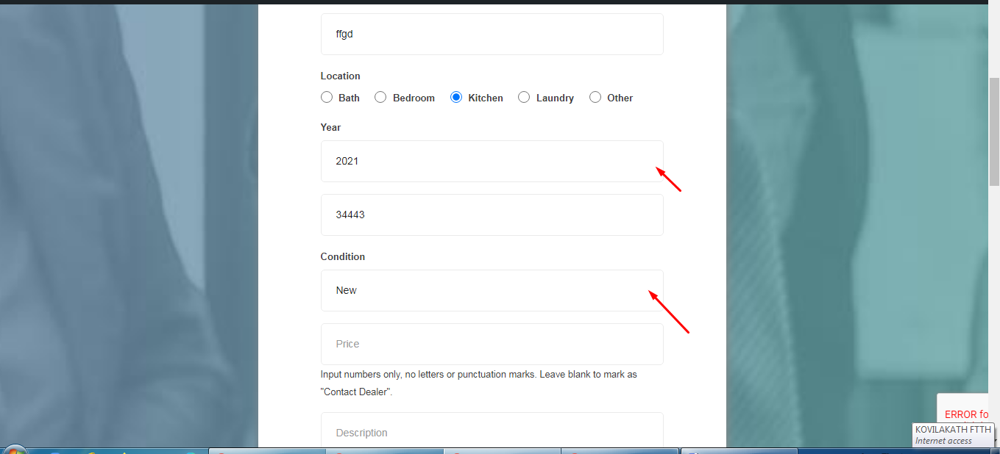 ffgd
Location
Bath Bedroom Kitchen Laundry Other
Year
2021
34443
Condition
New
Price
Input numbers only, no letters or punctuation marks. Leave blank to mark as
"Contact Dealer".
Description
ERROR fo
KOVILAKATH FTTH
Internet access